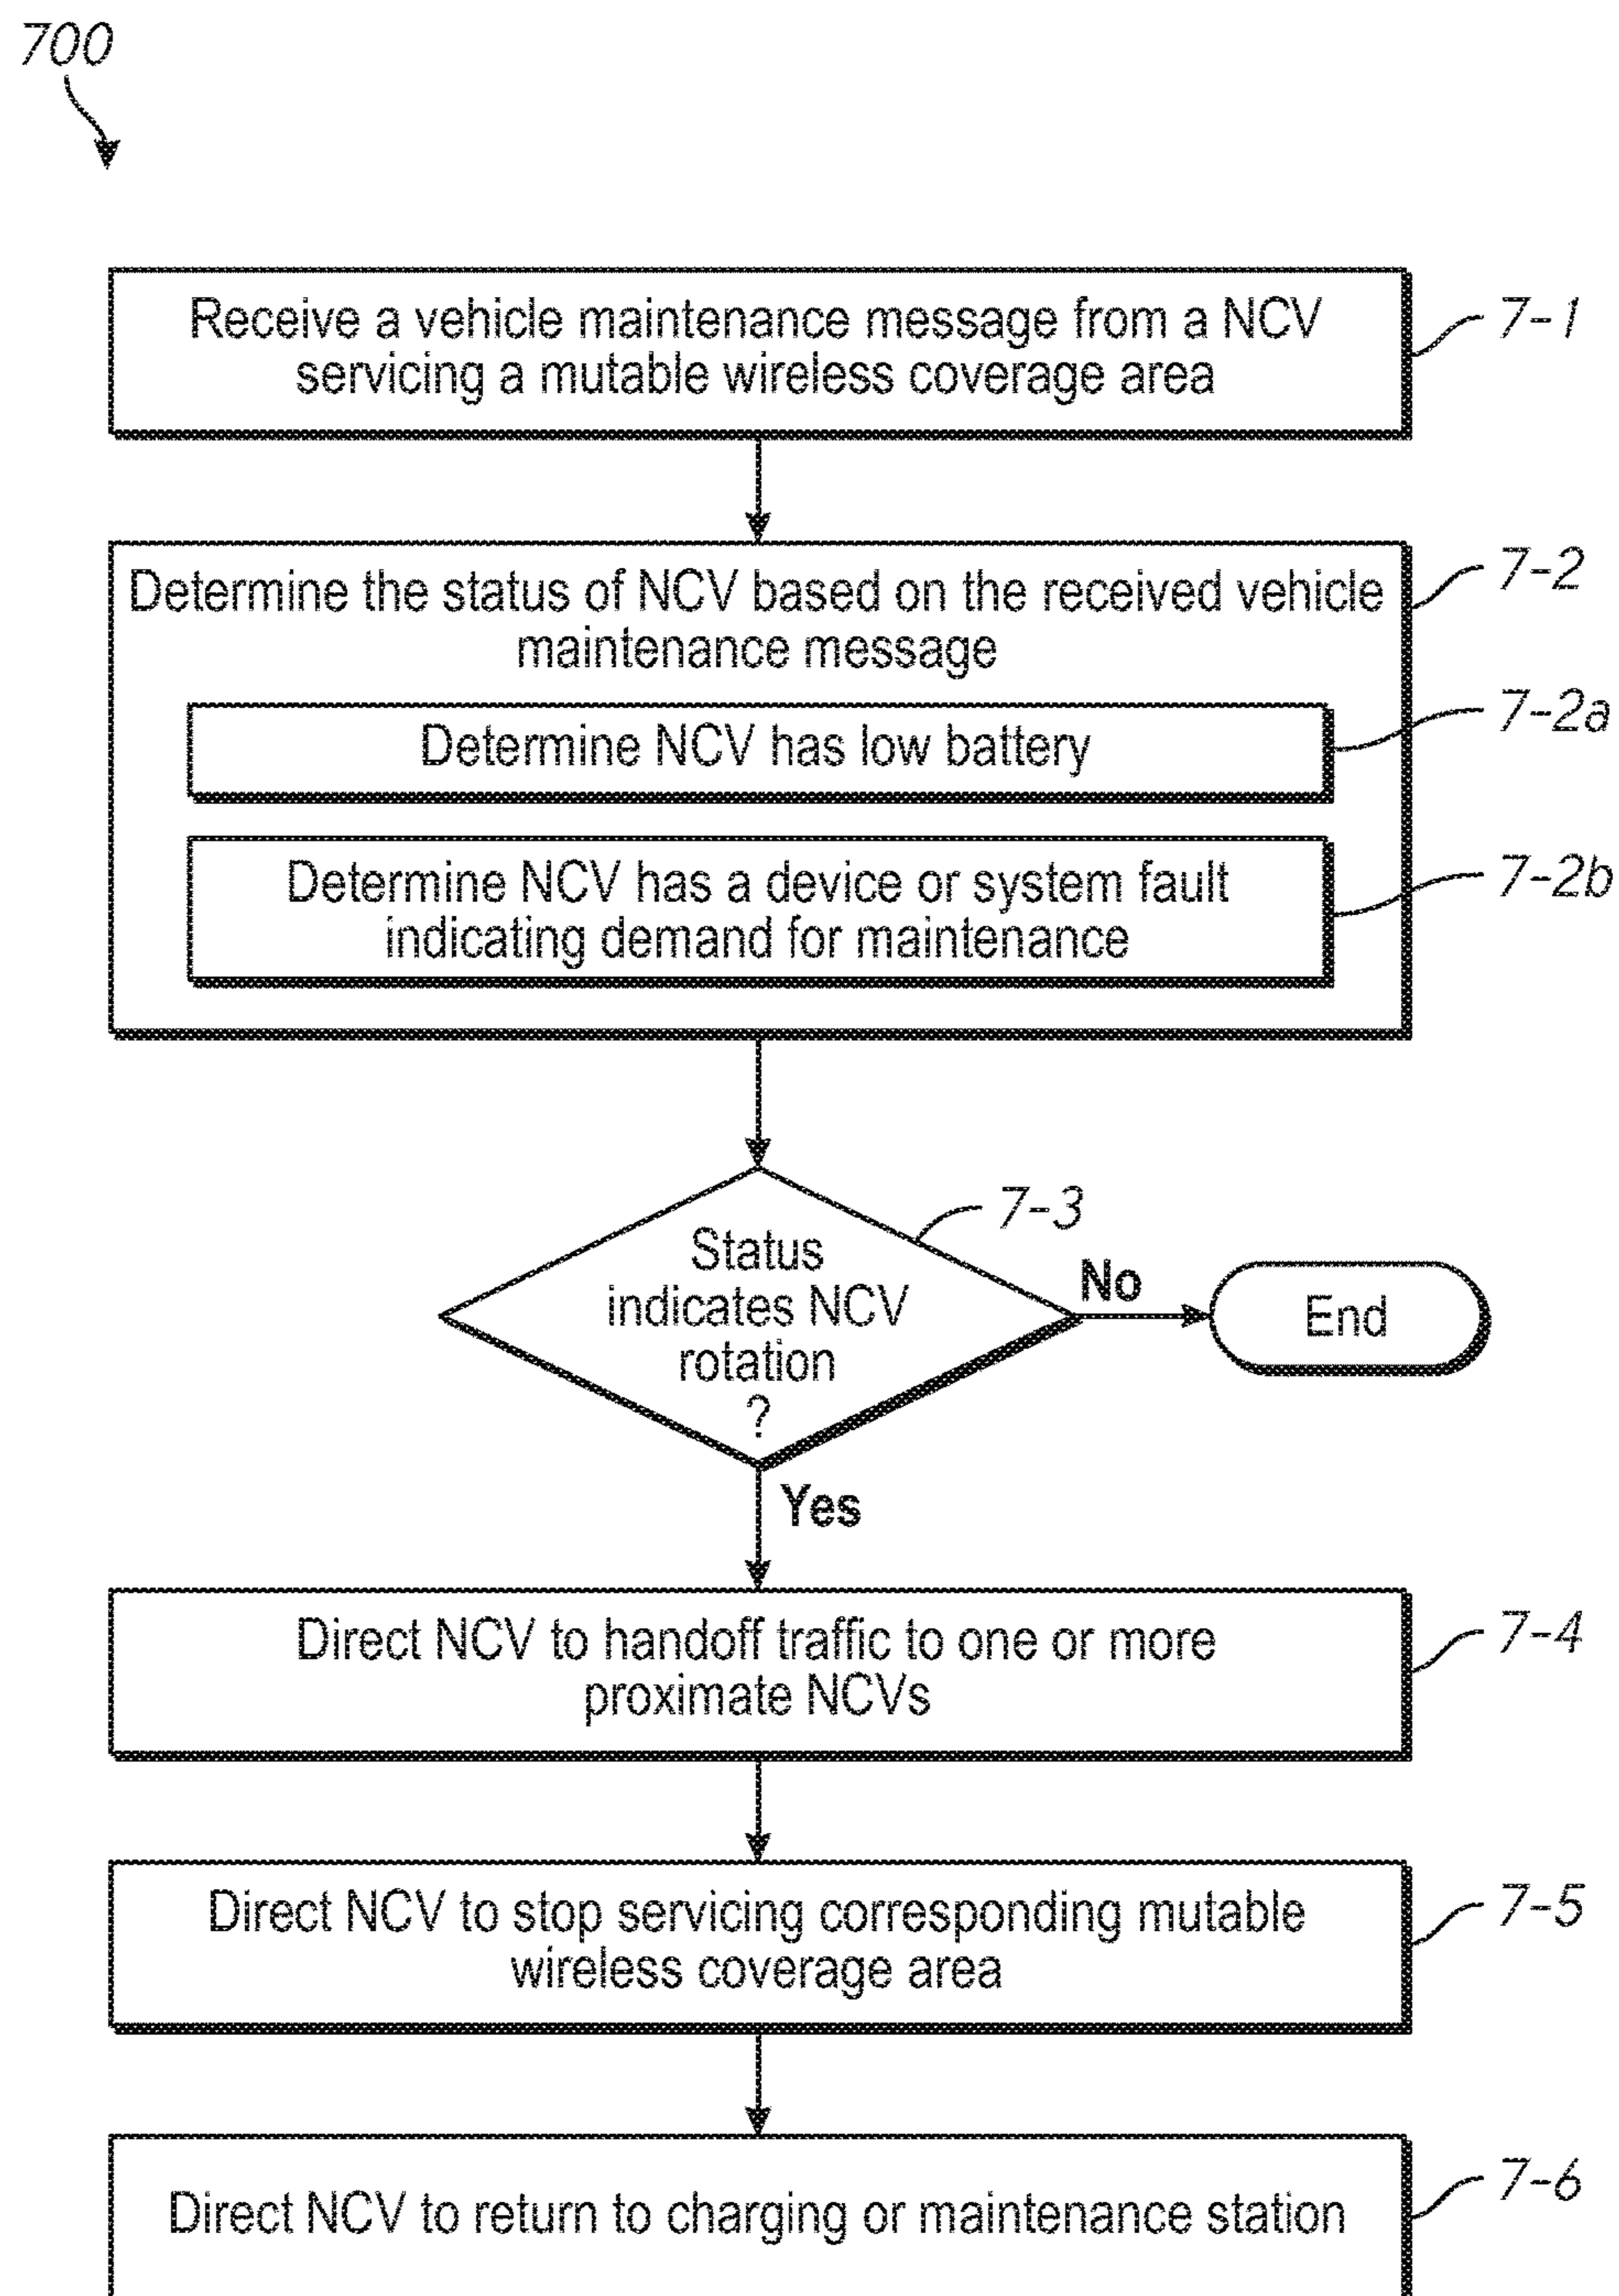 700
Receive a vehicle maintenance message from a NCV
servicing a mutable wireless coverage area
7-1
Determine the status of NCV based on the received vehicle
maintenance message
7-2
Determine NCV has low battery
7-2a
Determine NCV has a device or system fault
indicating demand for maintenance
7-2b
Status
indicates NCV
rotation
?
7-3
No
End
Yes
Direct NCV to handoff traffic to one or more
proximate NCVs
7-4
Direct NCV to stop servicing corresponding mutable
wireless coverage area
7-5
Direct NCV to return to charging or maintenance station
7-6